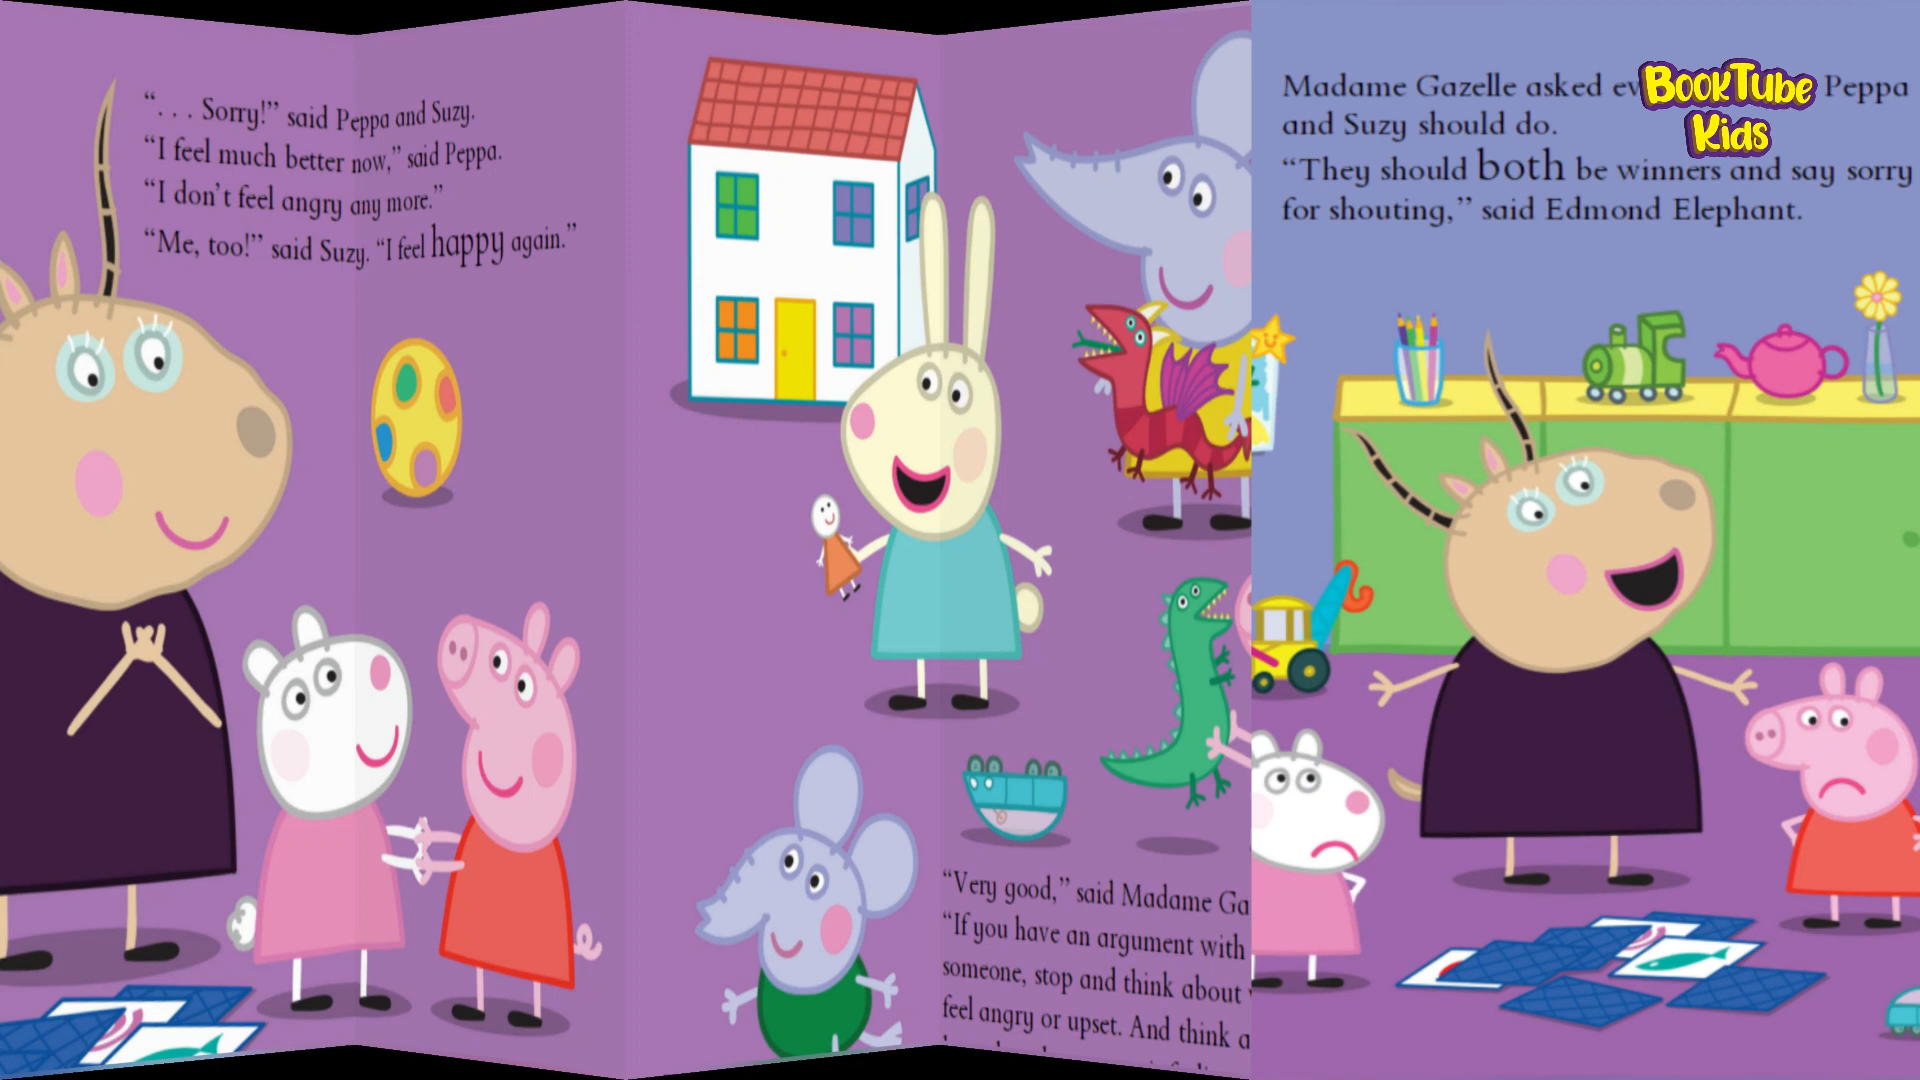 “. . . Sorry!” said Peppa and Suzy.
“I feel much better now,” said Peppa.
“I don’t feel angry any more.”
“Me, too!” said Suzy. “I feel happy again.”
“Very good,” said Madame Ga
“If you have an argument with
someone, stop and think about
feel angry or upset. And think a
Madame Gazelle asked ev Peppa
and Suzy should do.
“They should both be winners and say sorry
for shouting,” said Edmond Elephant.
BookTube
Kids